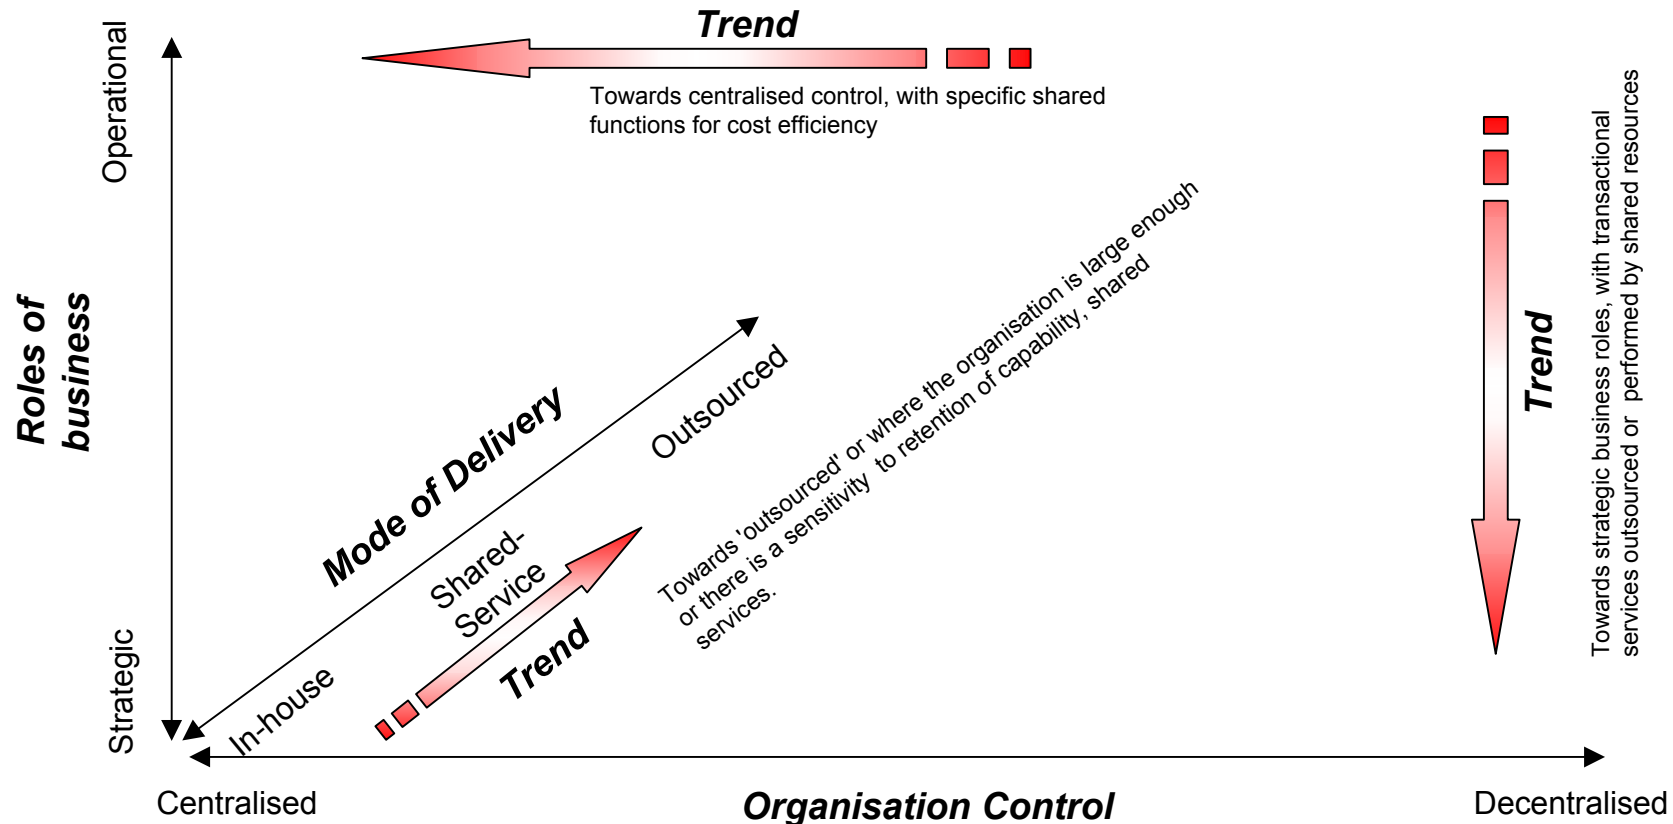 Trend
Towards centralised control, with specific shared
functions for cost efficiency
Operational
Roles of
business
Strategic
Mode of Delivery
In-house
Shared-
Service
Outsourced
Trend
Towards 'outsourced' or where the organisation is large enough
or there is a sensitivity to retention of capability, shared
services.
Trend
Towards strategic business roles, with transactional
services outsourced or performed by shared resources
Centralised
Organisation Control
Decentralised